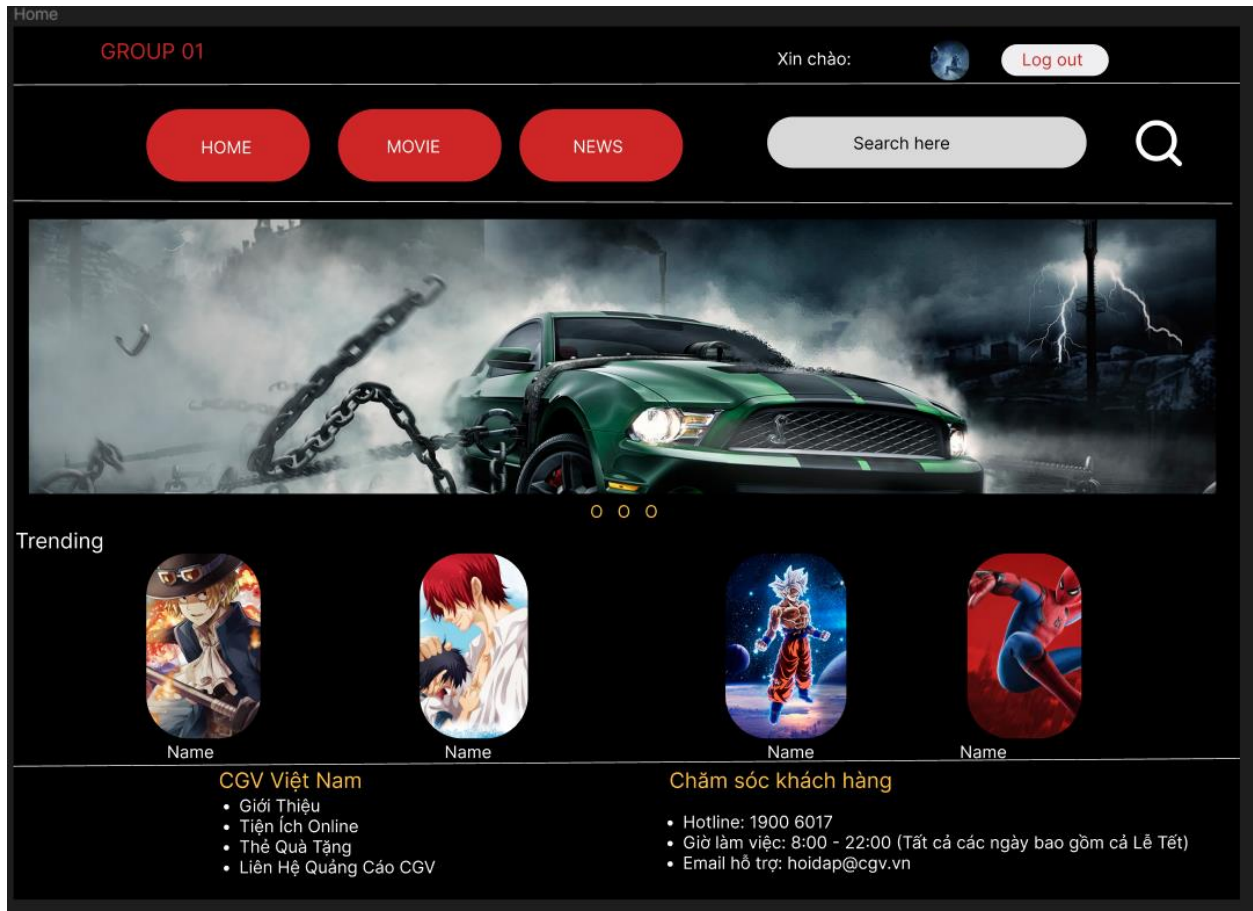 Home
GROUP 01
Xin chào:
Log out
HOME
MOVIE
NEWS
Search here
O O O
Trending
Name
Name
Name
Name
CGV Việt Nam
• Giới Thiệu
• Tiện Ích Online
• Thẻ Quà Tặng
• Liên Hệ Quảng Cáo CGV
Chăm sóc khách hàng
• Hotline: 1900 6017
• Giờ làm việc: 8:00 - 22:00 (Tất cả các ngày bao gồm cả Lễ Tết)
• Email hỗ trợ: hoidap@cgv.vn